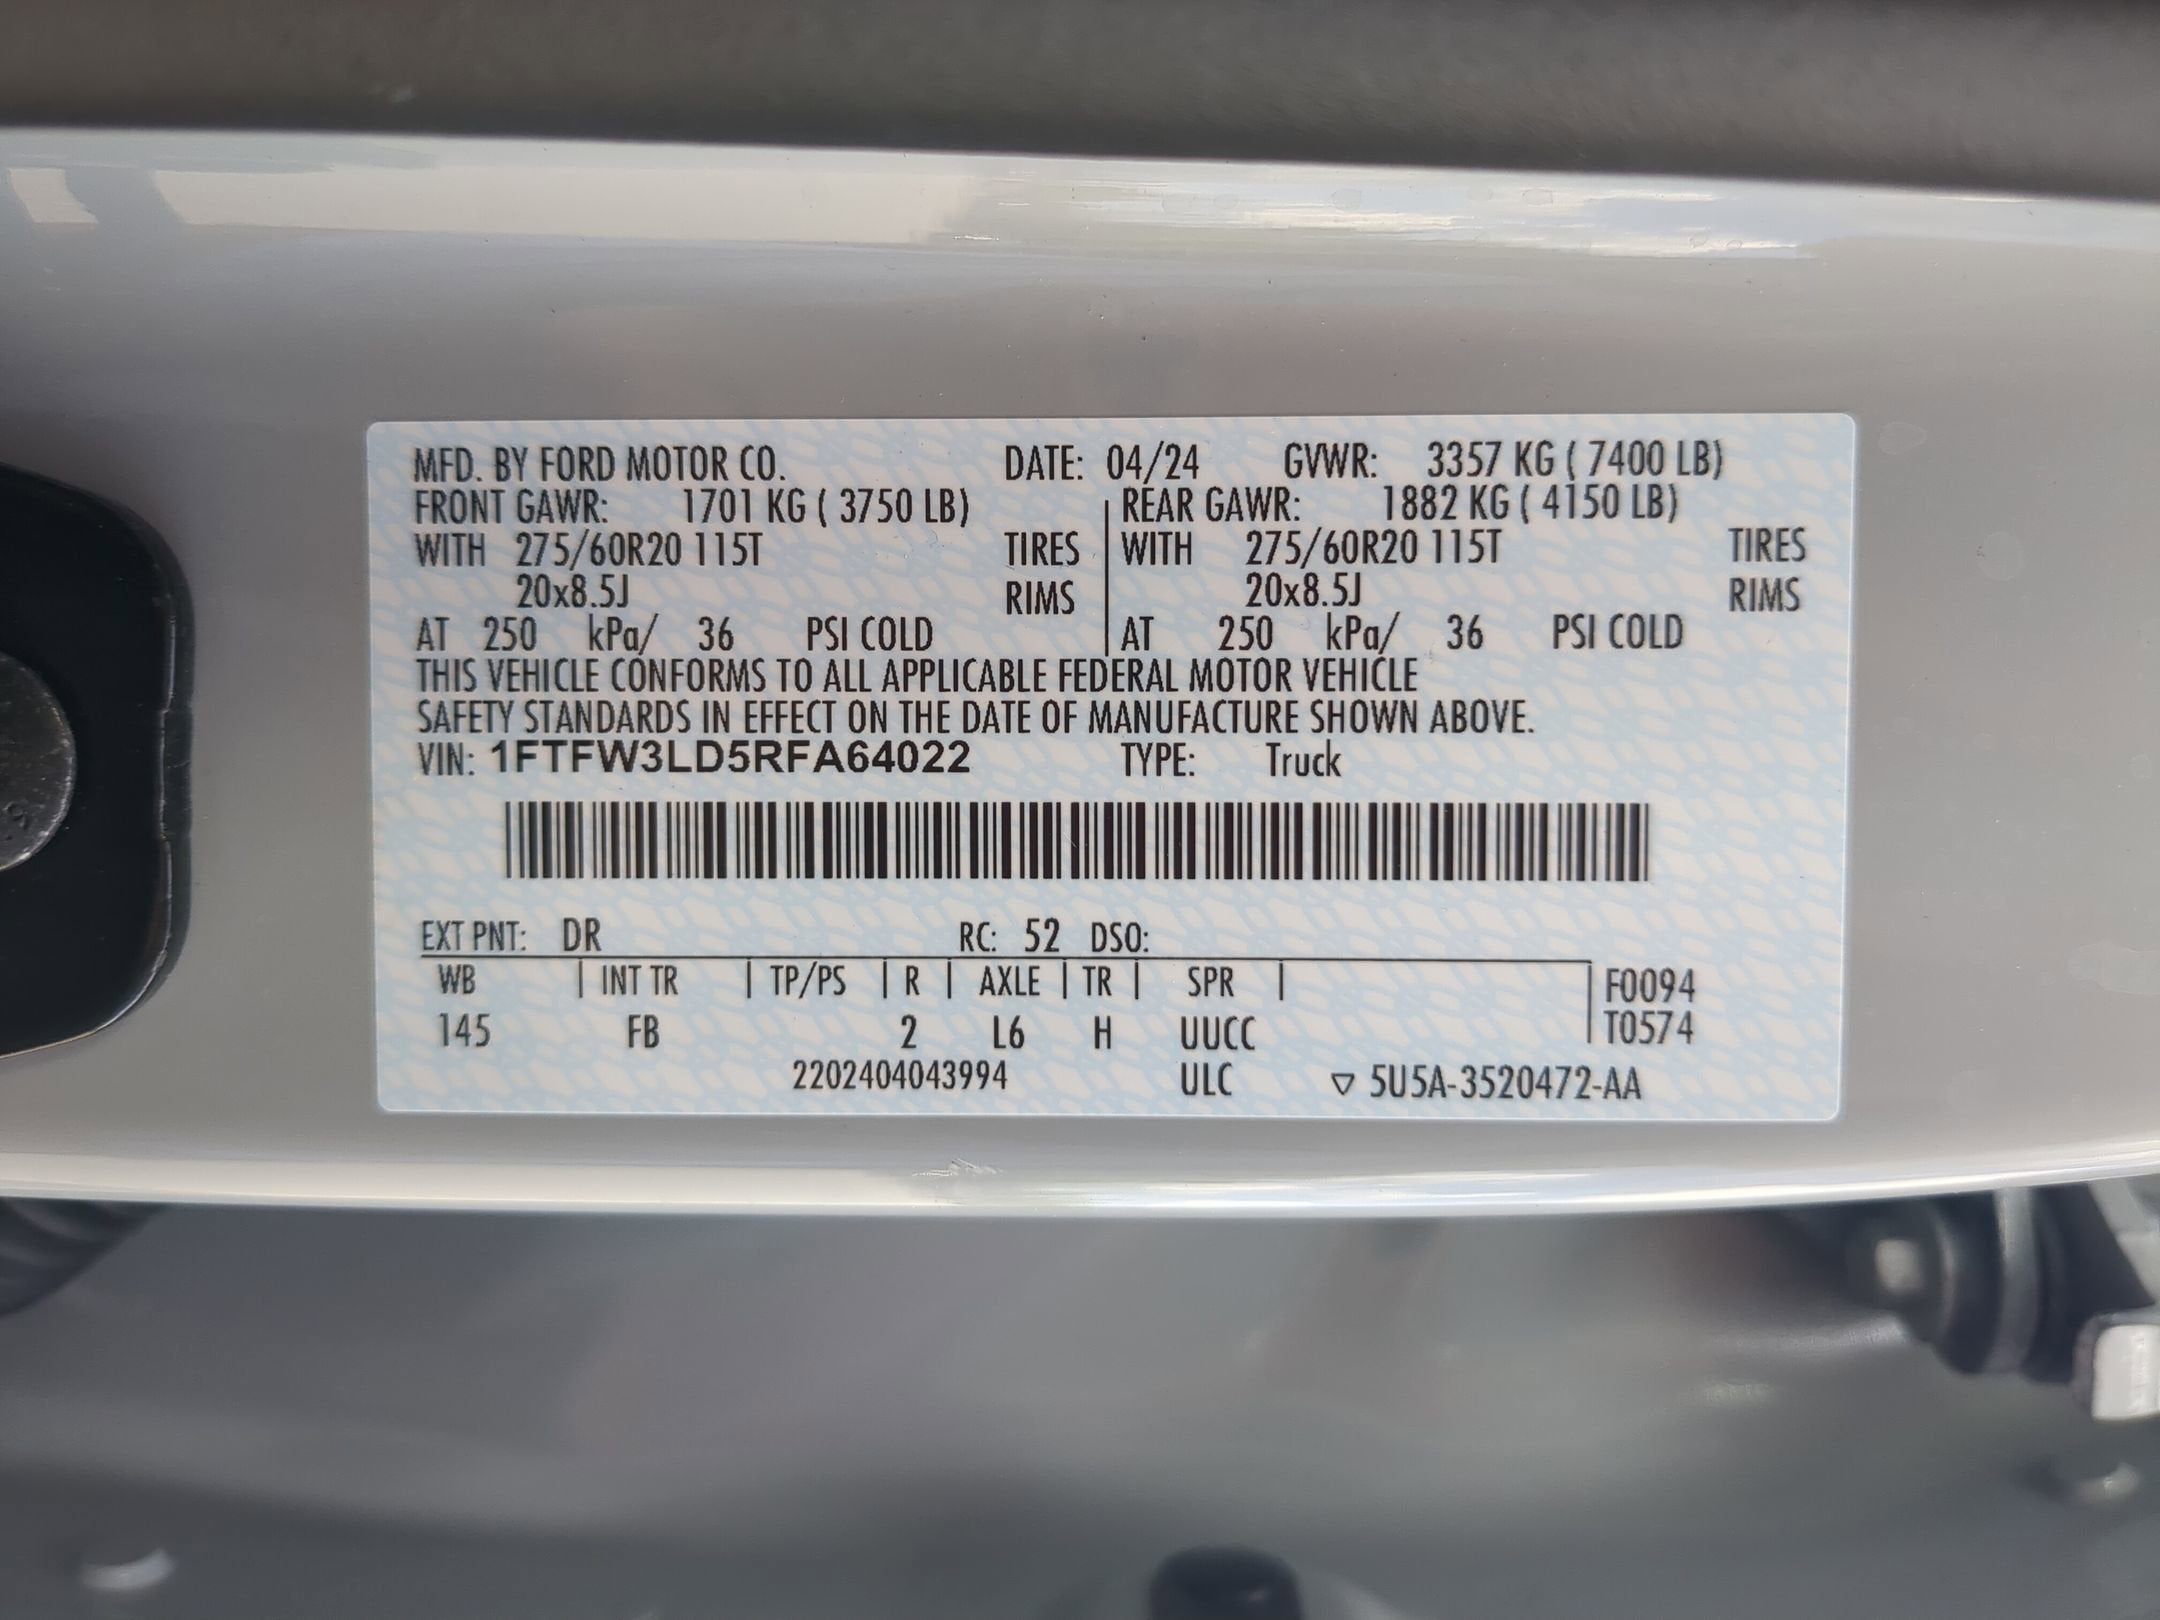 MFD. BY FORD MOTOR CO. DATE: 04/24 GVWR: 3357 KG ( 7400 LB)
FRONT GAWR: 1701 KG ( 3750 LB) REAR GAWR: 1882 KG ( 4150 LB)
WITH 275/60R20 115T TIRES WITH 275/60R20 115T TIRES
20x8.5J RIMS 20x8.5J RIMS
AT 250 kPa/ 36 PSI COLD AT 250 kPa/ 36 PSI COLD
THIS VEHICLE CONFORMS TO ALL APPLICABLE FEDERAL MOTOR VEHICLE
SAFETY STANDARDS IN EFFECT ON THE DATE OF MANUFACTURE SHOWN ABOVE.
VIN: 1FTFW3LD5RFA64022 TYPE: Truck
EXT PNT: DR RC: 52 DSO:
WB | INT TR | TP/PS | R | AXLE | TR | SPR | F0094
145 FB 2 L6 H UUCC T0574
2202404043994 ULC ▽ 5U5A-3520472-AA